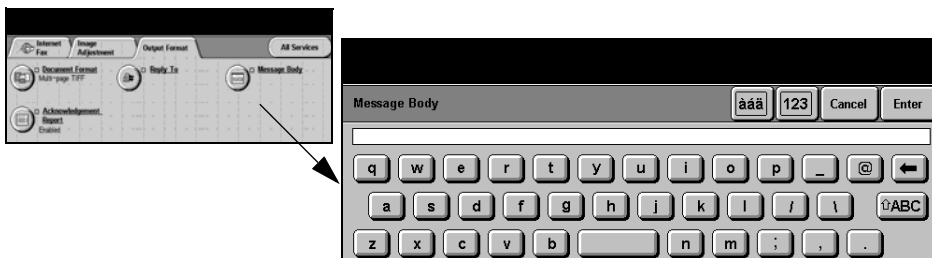 Internet Fax
Image Adjustment
Output Format
All Services
Document Format
Multi-page TIFF
Reply To
Message Body
Acknowledgement Report
Enabled
Message Body
àáä
123
Cancel
Enter
q w e r t y u i o p _ @ ←
a s d f g h j k l / \ ⇧ABC
z x c v b n m ; , .